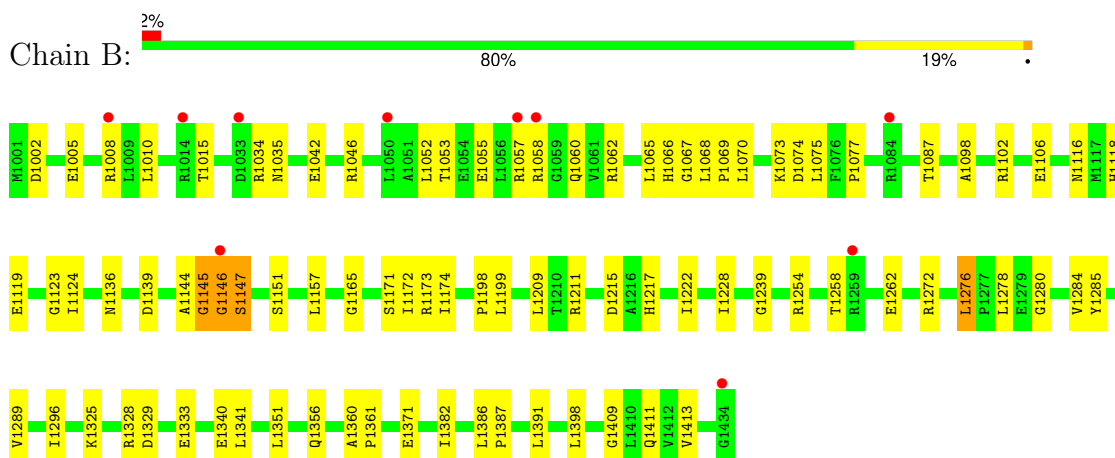 2%
Chain B:
80% 19% •
M1001 D1002 E1005 R1008 L1009 L1010 R1014 T1015 D1033 R1034 N1035 E1042 R1046 L1050 A1051 L1052 T1053 E1054 E1055 L1056 R1057 R1058 G1059 Q1060 V1061 R1062 L1065 H1066 G1067 L1068 P1069 L1070 K1073 D1074 L1075 F1076 P1077 R1084 T1087 A1098 R1102 E1106 N1116 M1117 H1118
E1119 G1123 I1124 N1136 D1139 A1144 G1145 G1146 S1147 S1151 L1157 G1165 S1171 I1172 R1173 I1174 P1198 L1199 L1209 T1210 R1211 D1215 A1216 H1217 I1222 I1228 G1239 R1254 T1258 R1259 E1262 R1272 L1276 P1277 L1278 E1279 G1280 V1284 Y1285
V1289 I1296 K1325 R1328 D1329 E1333 E1340 L1341 L1351 Q1356 A1360 P1361 E1371 I1382 L1386 P1387 L1391 L1398 G1409 L1410 Q1411 V1412 V1413 G1434